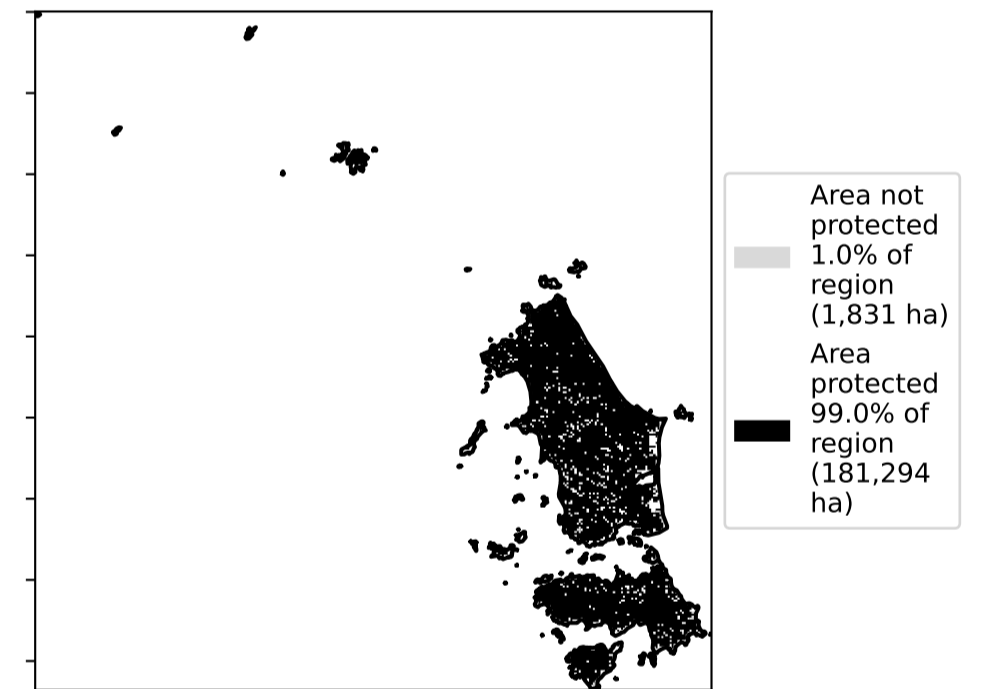 Area not
protected
1.0% of
region
(1,831 ha)
Area
protected
99.0% of
region
(181,294
ha)